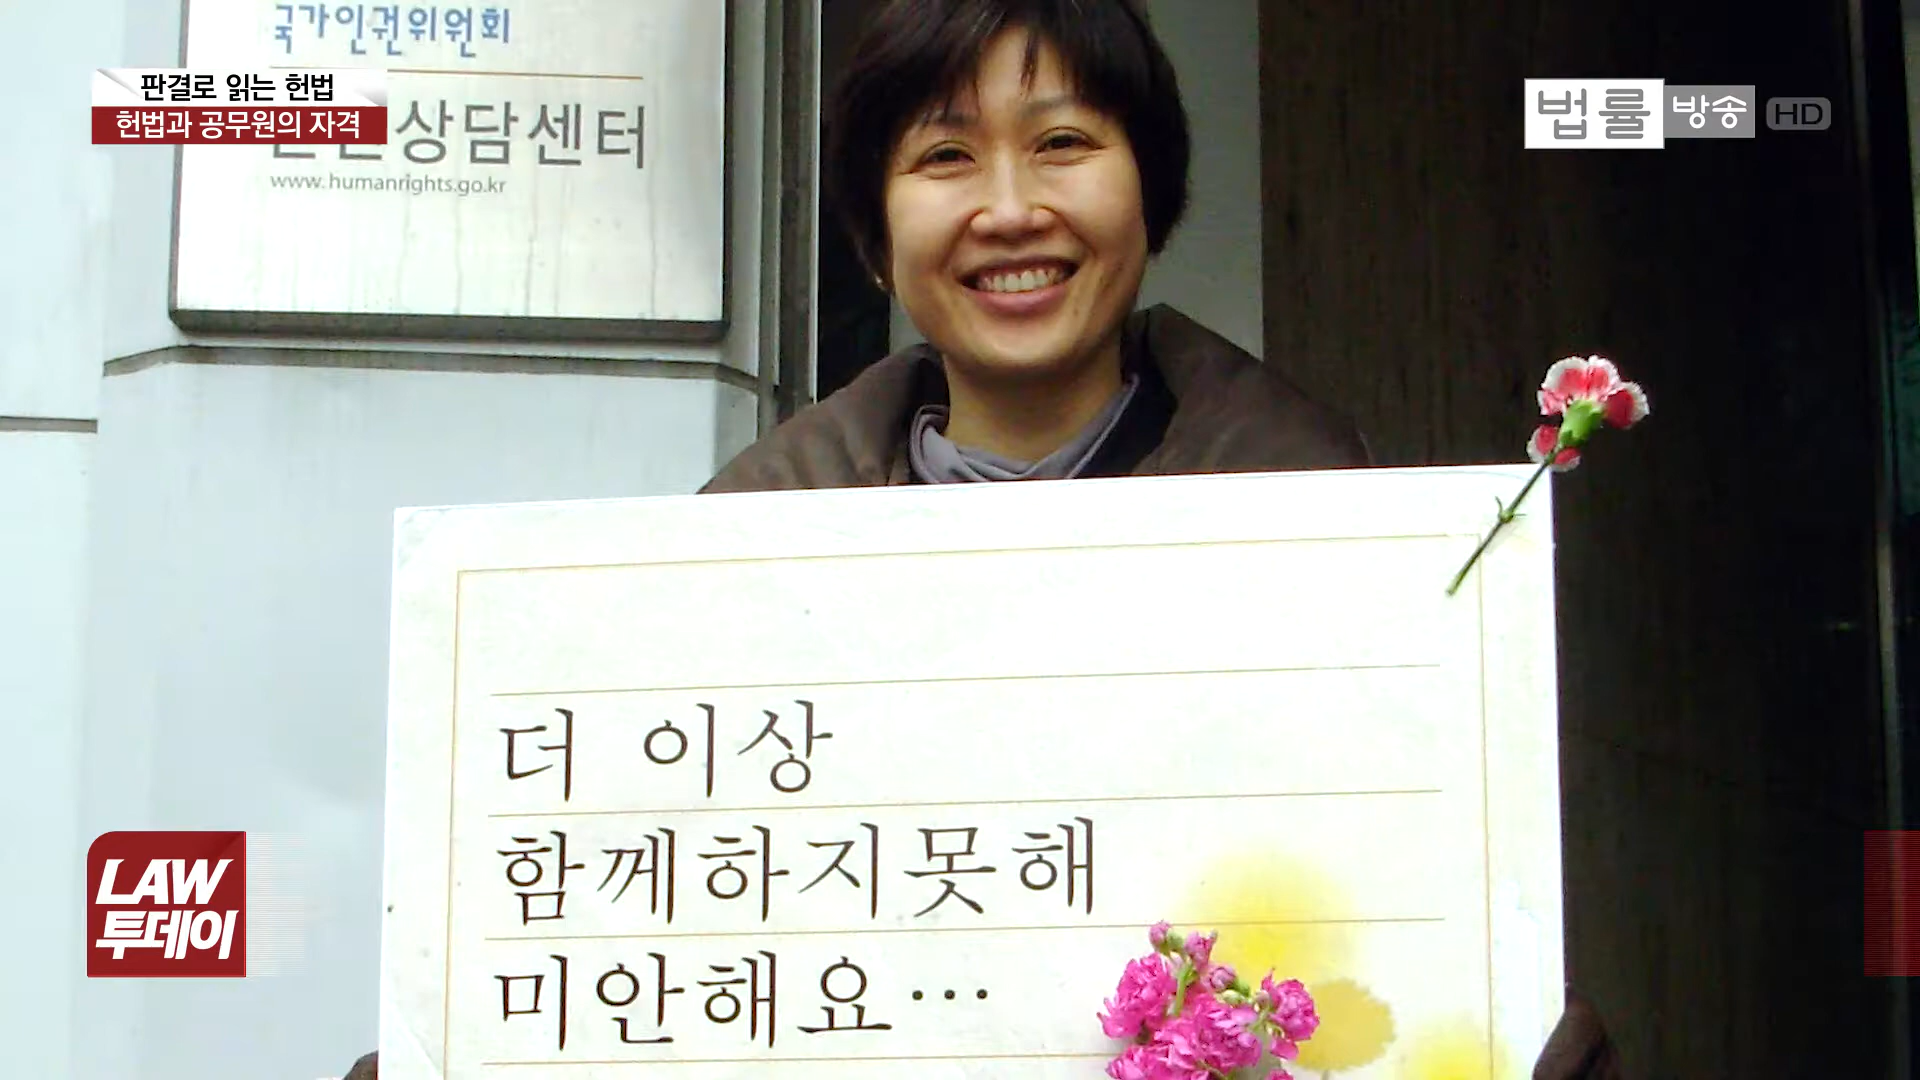 국가인권위원회
판결로 읽는 헌법
헌법과 공무원의 자격
상담센터
www.humanrights.go.kr
법률방송 HD
더 이상
함께하지못해
미안해요…
LAW
투데이